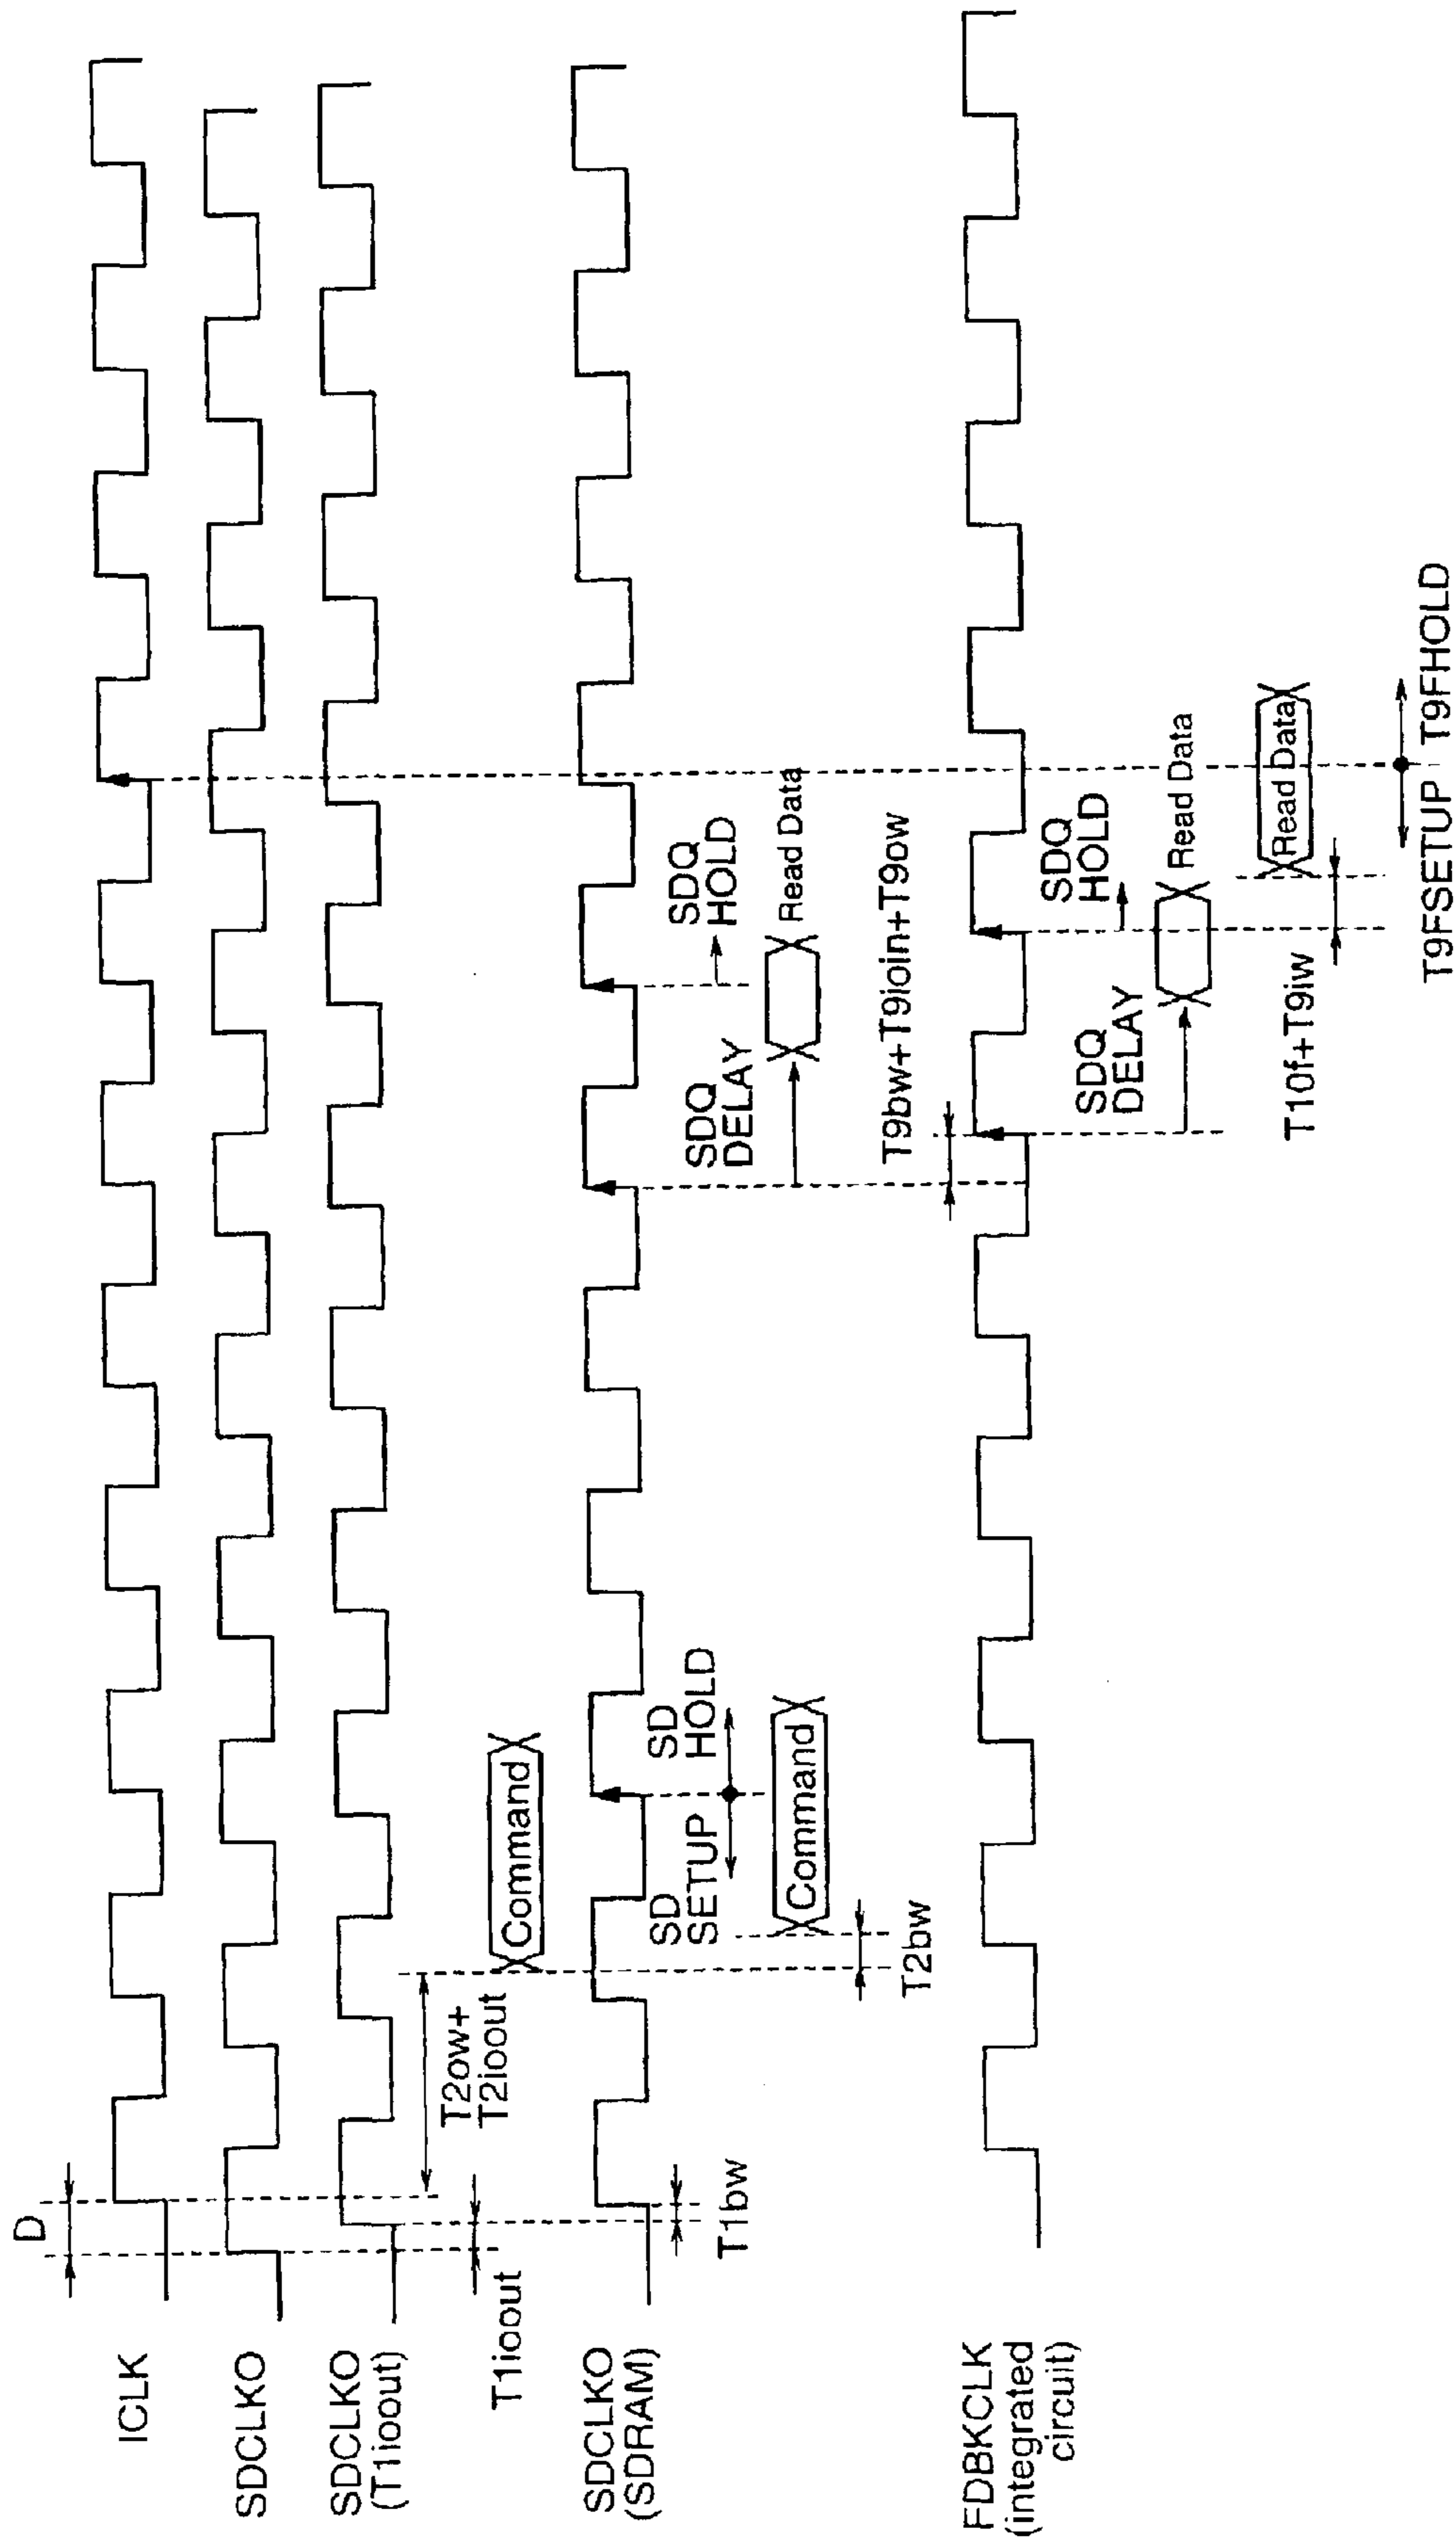 D
ICLK
SDCLKO
SDCLKO
(T1ioout)
T2ow+
T2ioout
T1ioout
Command
SDCLKO
(SDRAM)
T1bw
SD
SETUP
SD
HOLD
Command
T2bw
SDQ
DELAY
SDQ
HOLD
Read Data
T9bw+T9ioin+T9ow
FDBKCLK
(integrated
circuit)
SDQ
DELAY
SDQ
HOLD
Read Data
T10f+T9iw
Read Data
T9FSETUP
T9FHOLD